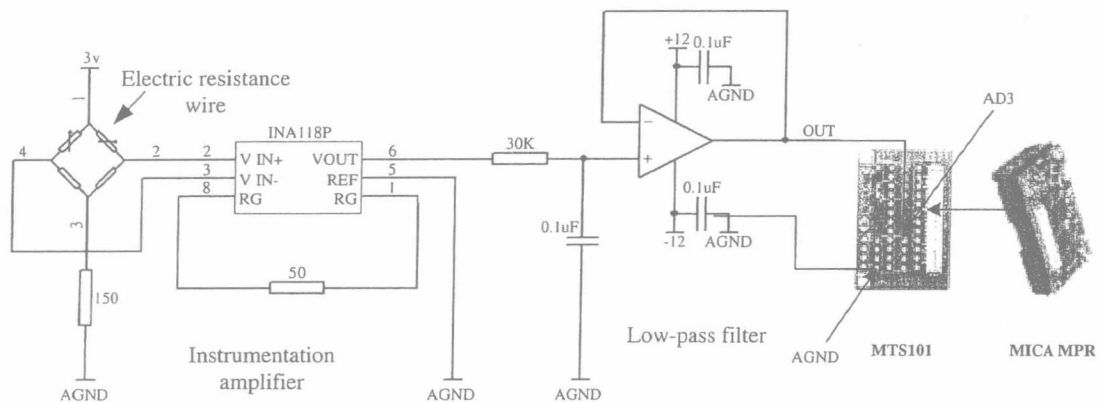 3v
1
Electric resistance
wire
4
2
3
INA118P
2
V IN+
VOUT
6
3
V IN-
REF
5
8
RG
RG
1
50
150
AGND
Instrumentation
amplifier
AGND
30K
0.1uF
AGND
+12
0.1uF
AGND
−
+
OUT
0.1uF
-12
AGND
Low-pass filter
AD3
AGND
MTS101
MICA MPR